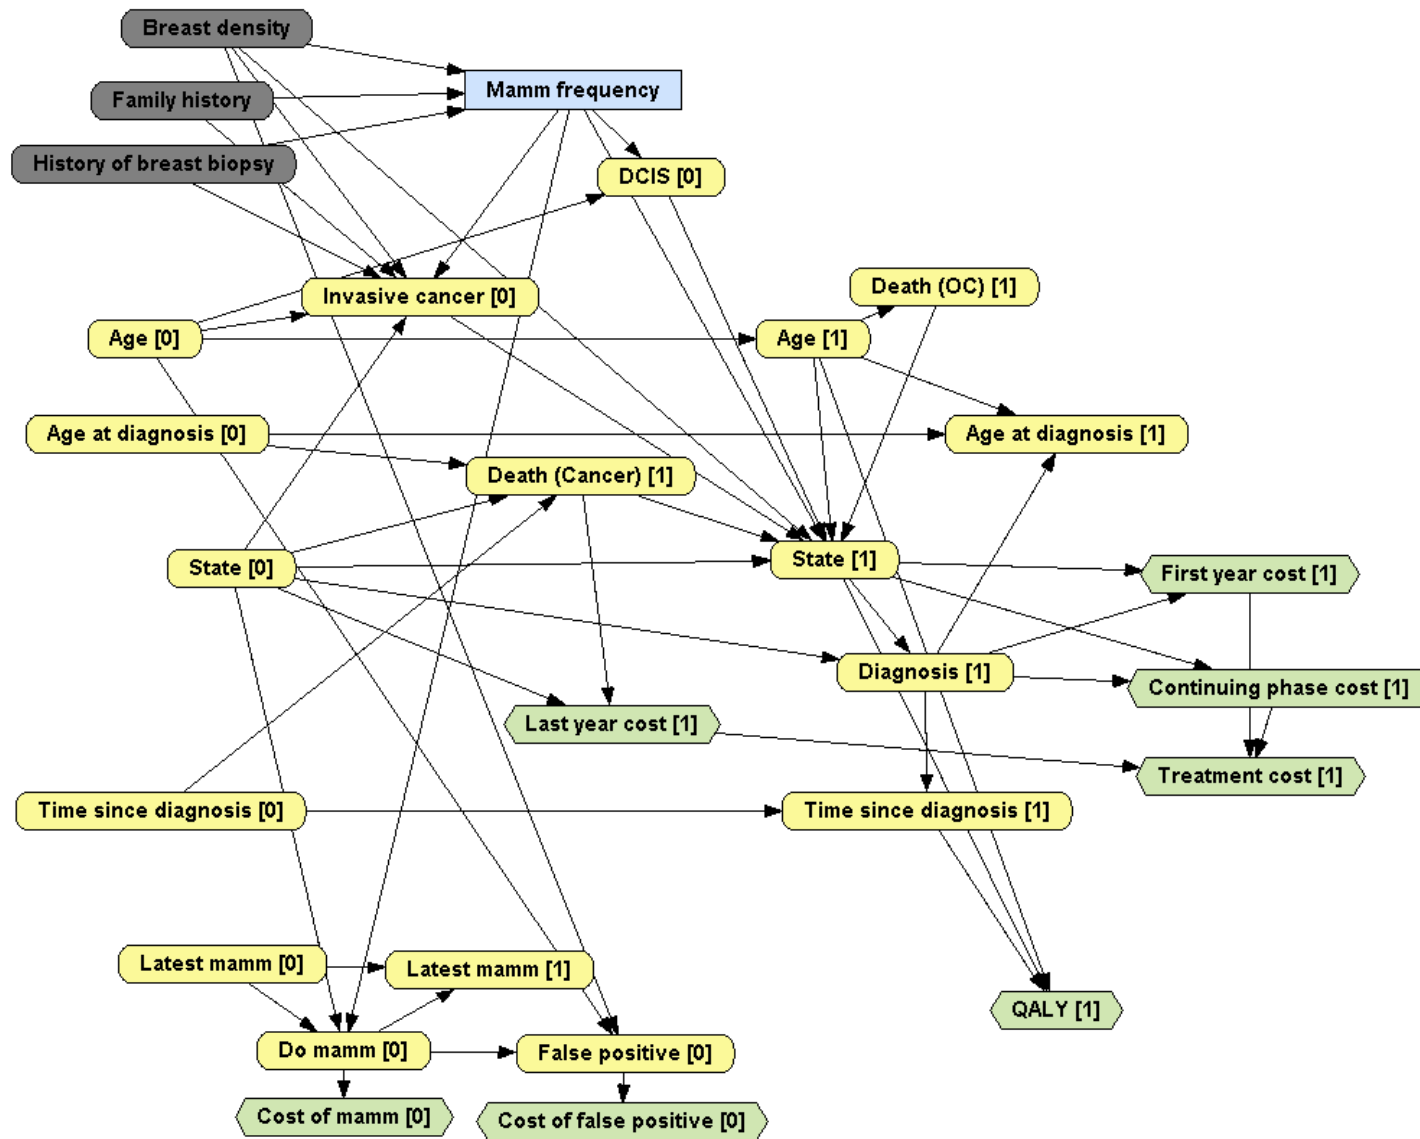 Breast density
Mamm frequency
Family history
History of breast biopsy
DCIS [0]
Death (OC) [1]
Invasive cancer [0]
Age [0]
Age [1]
Age at diagnosis [0]
Age at diagnosis [1]
Death (Cancer) [1]
State [0]
State [1]
First year cost [1]
Diagnosis [1]
Continuing phase cost [1]
Last year cost [1]
Treatment cost [1]
Time since diagnosis [0]
Time since diagnosis [1]
Latest mamm [0]
Latest mamm [1]
QALY [1]
Do mamm [0]
False positive [0]
Cost of mamm [0]
Cost of false positive [0]